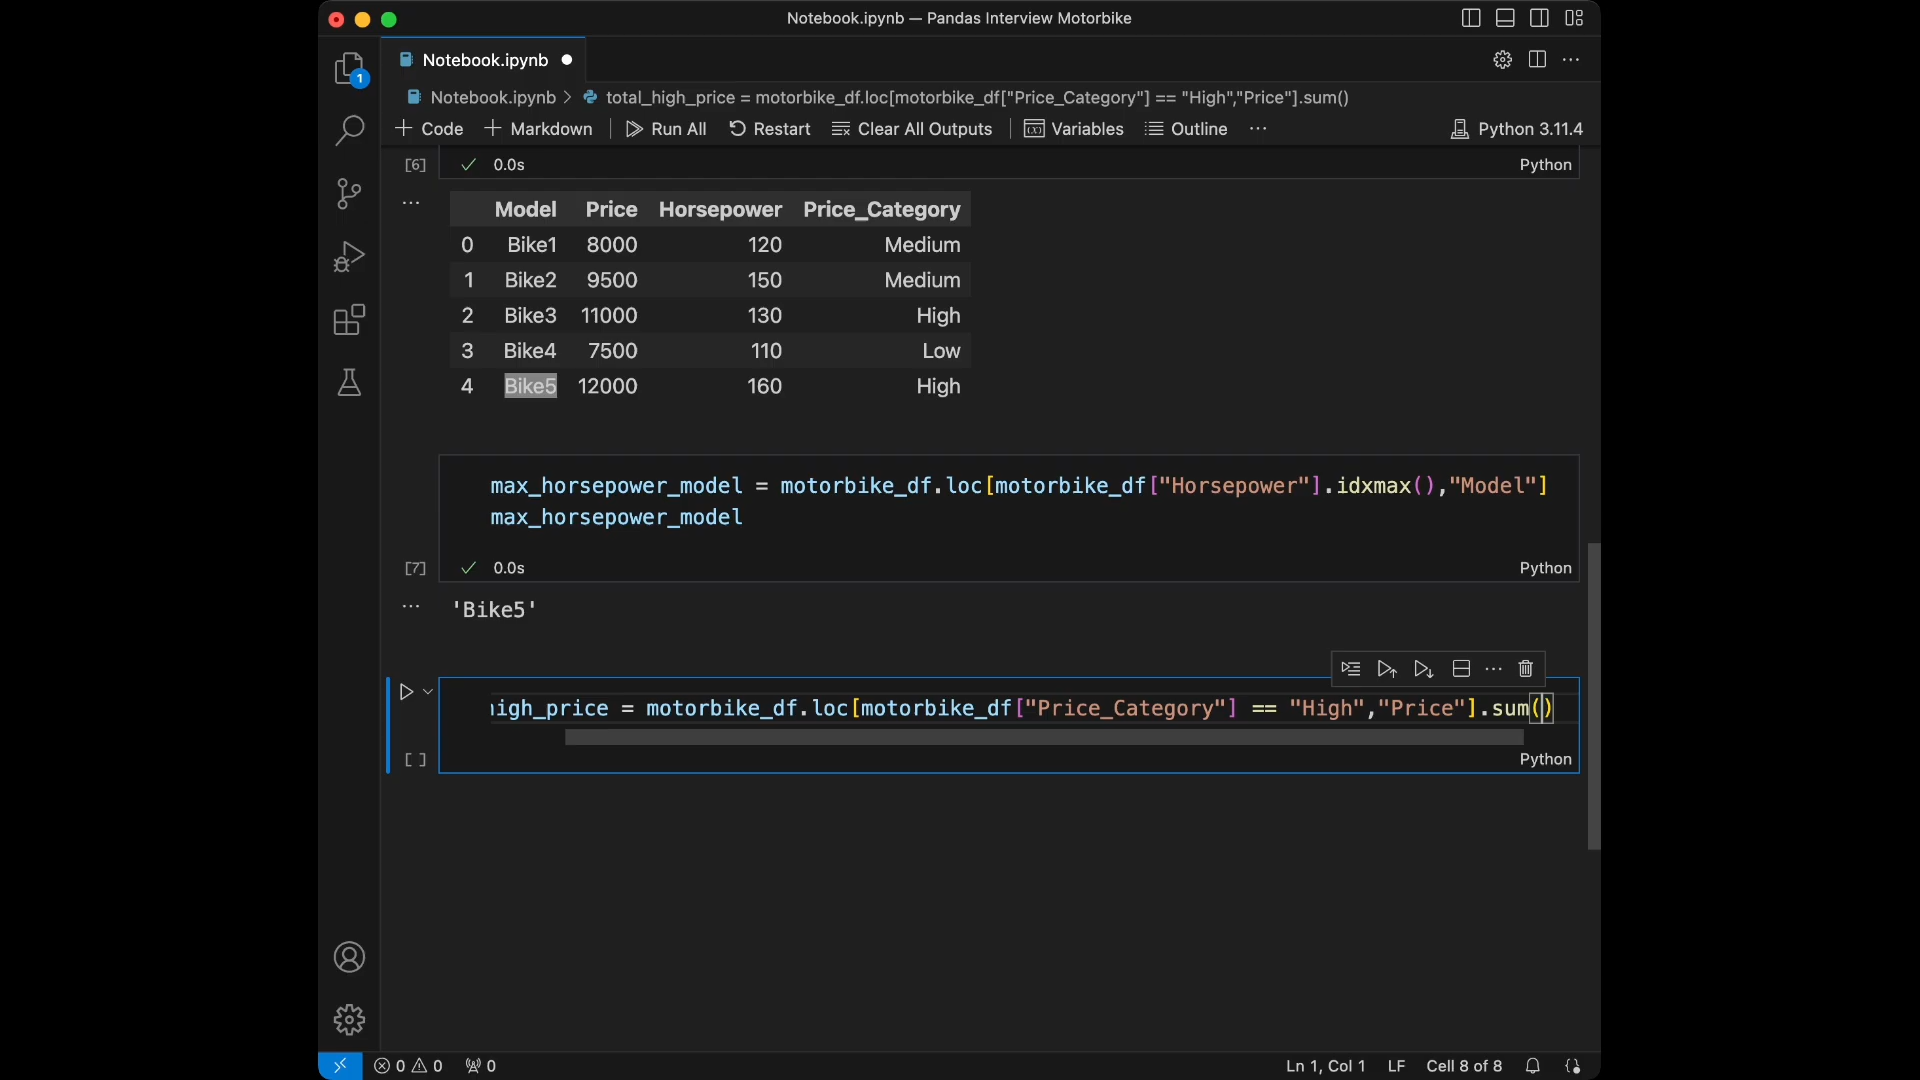 Notebook.ipynb — Pandas Interview Motorbike
1
Notebook.ipynb
Notebook.ipynb > total_high_price = motorbike_df.loc[motorbike_df["Price_Category"] == "High","Price"].sum()
+ Code + Markdown Run All Restart Clear All Outputs Variables Outline ... Python 3.11.4
[6] ✓ 0.0s Python
...
Model Price Horsepower Price_Category
0 Bike1 8000 120 Medium
1 Bike2 9500 150 Medium
2 Bike3 11000 130 High
3 Bike4 7500 110 Low
4 Bike5 12000 160 High
max_horsepower_model = motorbike_df.loc[motorbike_df["Horsepower"].idxmax(),"Model"]
max_horsepower_model
[7] ✓ 0.0s Python
... 'Bike5'
high_price = motorbike_df.loc[motorbike_df["Price_Category"] == "High","Price"].sum()
[ ] Python
0 0 0 Ln 1, Col 1 LF Cell 8 of 8